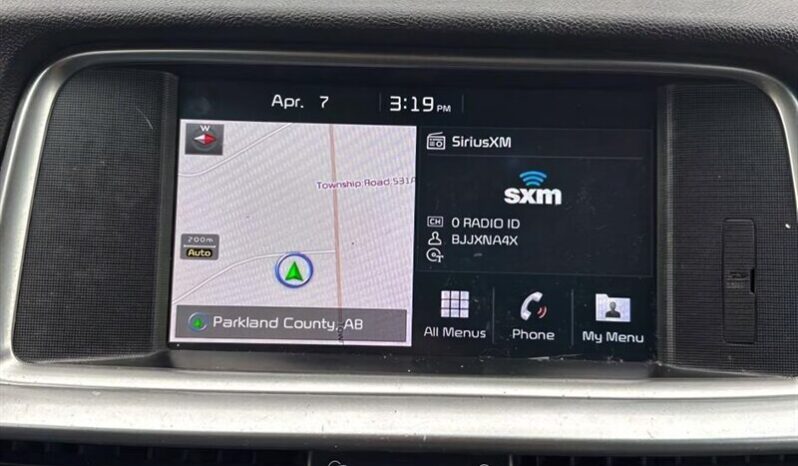 Apr. 7
3:19 PM
W
Township Road 531A
200m
Auto
Parkland County, AB
SiriusXM
sxm
CH 0 RADIO ID
BJJXNA4X
All Menus
Phone
My Menu